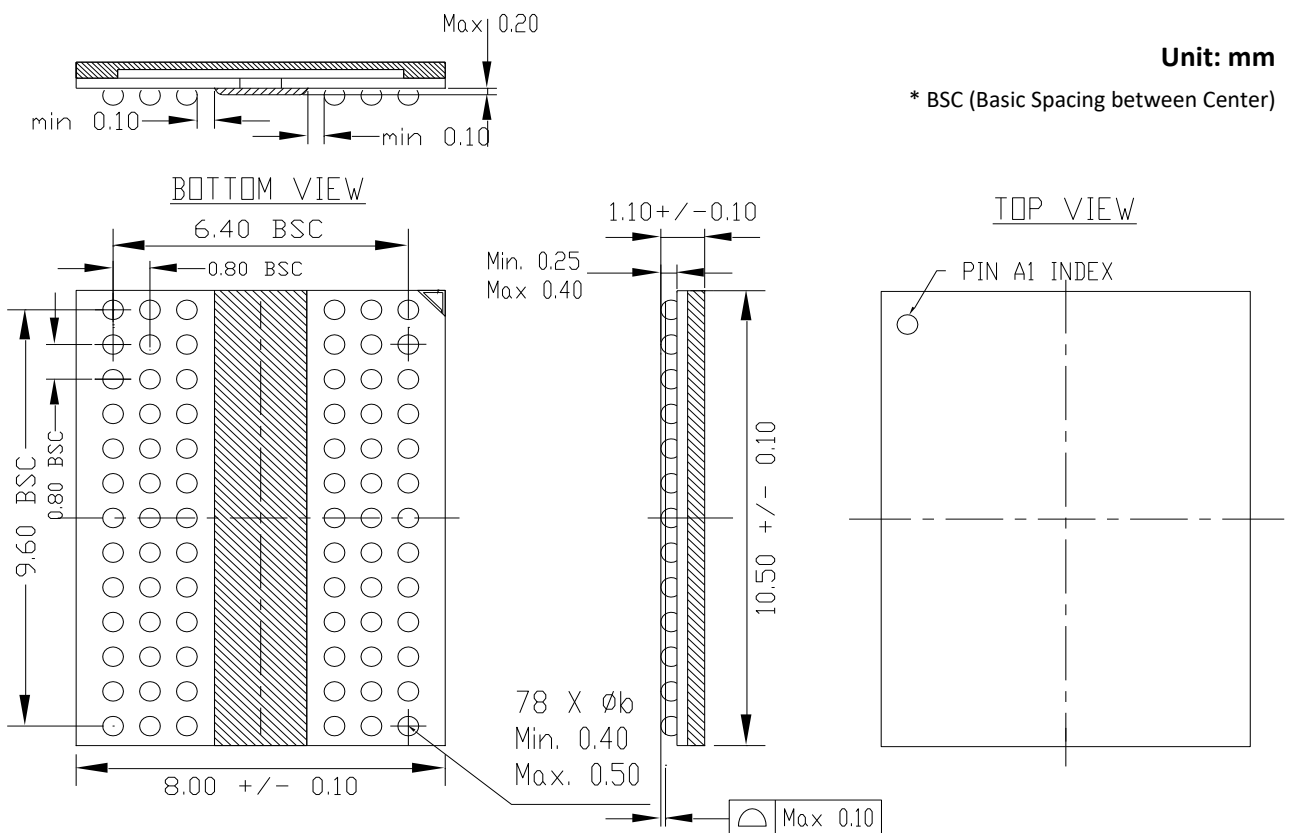 Max 0.20
Unit: mm
* BSC (Basic Spacing between Center)
min 0.10
min 0.10
BOTTOM VIEW
6.40 BSC
0.80 BSC
1.10+/-0.10
TOP VIEW
Min. 0.25
Max 0.40
PIN A1 INDEX
0.80 BSC
9.60 BSC
10.50 +/- 0.10
78 X Øb
Min. 0.40
Max. 0.50
8.00 +/- 0.10
Max 0.10